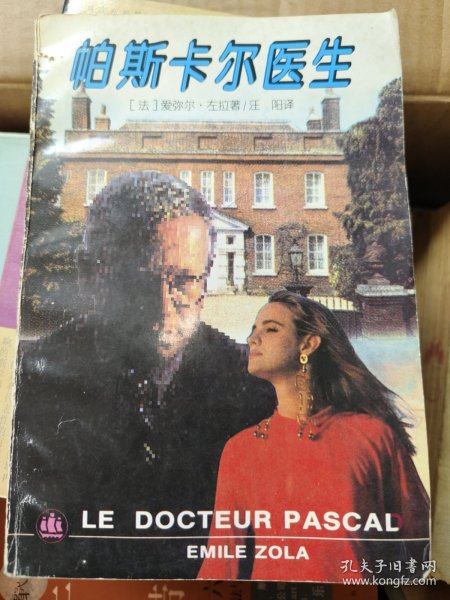 帕斯卡尔医生
[法]爱弥尔·左拉著/汪 阳译
LE DOCTEUR PASCAL
EMILE ZOLA
孔夫子旧书网
www.kongfz.com